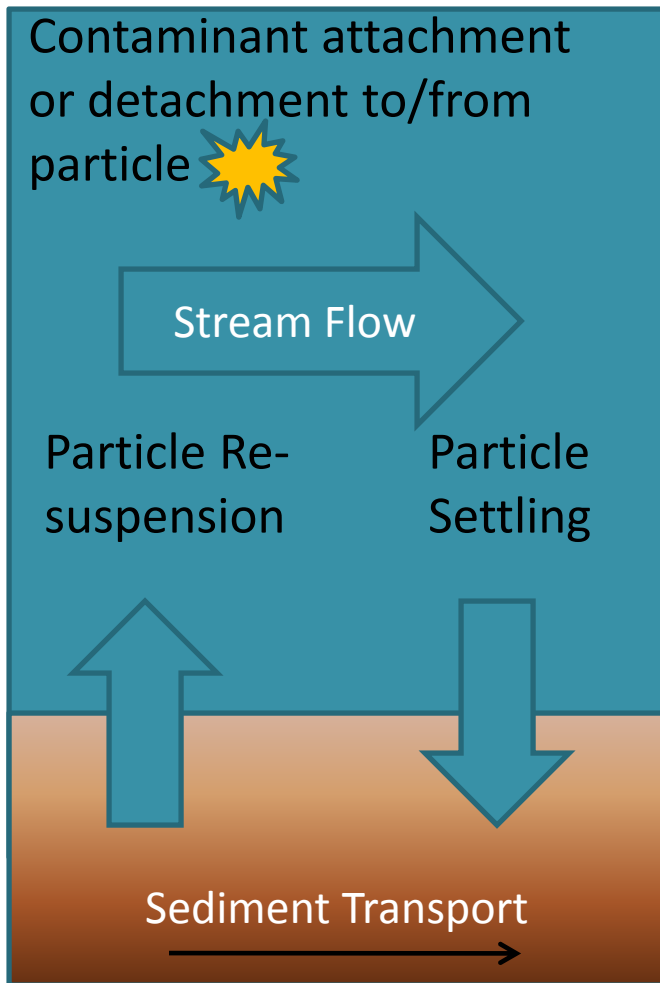 Contaminant attachment
or detachment to/from
particle
Stream Flow
Particle Re-
suspension
Particle
Settling
Sediment Transport